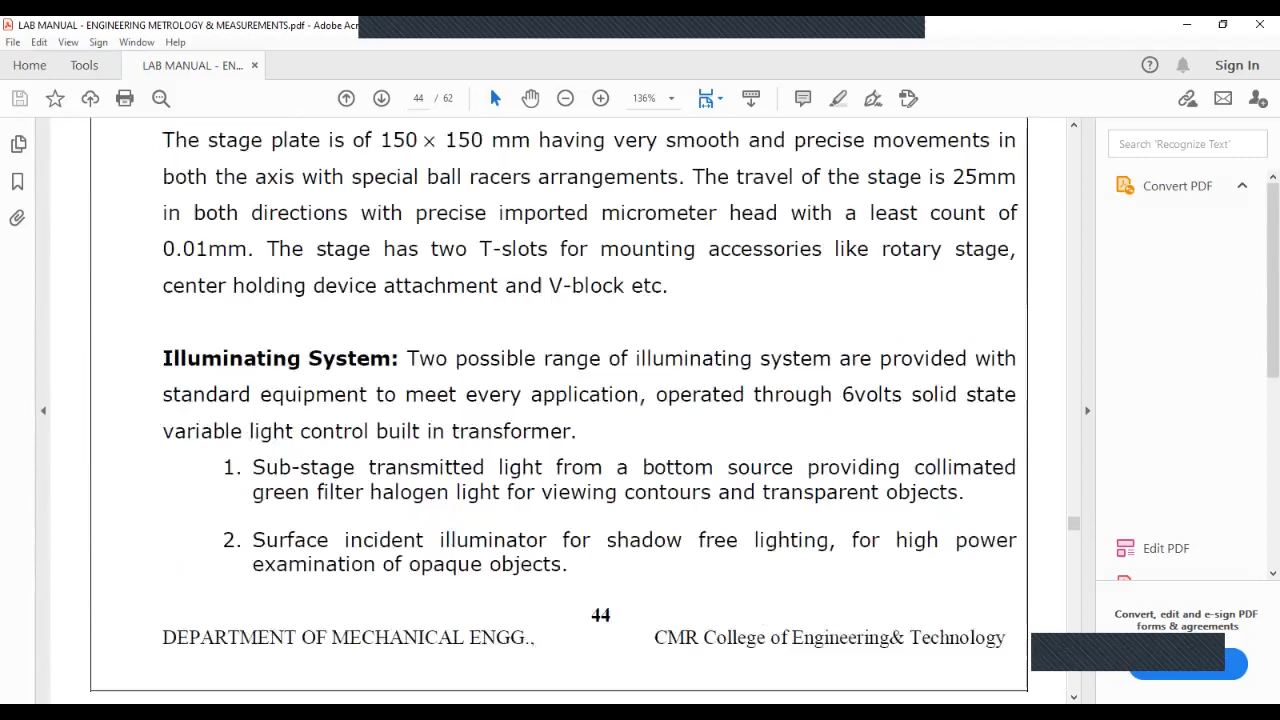 LAB MANUAL - ENGINEERING METROLOGY & MEASUREMENTS.pdf - Adobe Acr
File Edit View Sign Window Help
Home Tools LAB MANUAL - EN... × Sign In
44 / 62 136%
The stage plate is of 150 × 150 mm having very smooth and precise movements in
both the axis with special ball racers arrangements. The travel of the stage is 25mm
in both directions with precise imported micrometer head with a least count of
0.01mm. The stage has two T-slots for mounting accessories like rotary stage,
center holding device attachment and V-block etc.
Illuminating System: Two possible range of illuminating system are provided with
standard equipment to meet every application, operated through 6volts solid state
variable light control built in transformer.
1. Sub-stage transmitted light from a bottom source providing collimated
green filter halogen light for viewing contours and transparent objects.
2. Surface incident illuminator for shadow free lighting, for high power
examination of opaque objects.
44
DEPARTMENT OF MECHANICAL ENGG., CMR College of Engineering& Technology
Search 'Recognize Text'
Convert PDF
Edit PDF
Convert, edit and e-sign PDF
forms & agreements